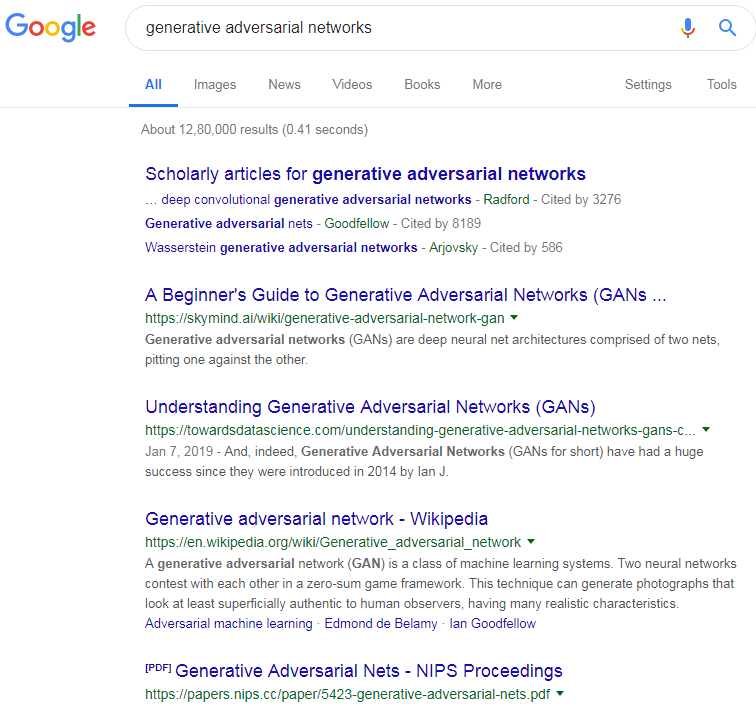 Google generative adversarial networks
All Images News Videos Books More Settings Tools
About 12,80,000 results (0.41 seconds)
Scholarly articles for generative adversarial networks
... deep convolutional generative adversarial networks - Radford - Cited by 3276
Generative adversarial nets - Goodfellow - Cited by 8189
Wasserstein generative adversarial networks - Arjovsky - Cited by 586
A Beginner's Guide to Generative Adversarial Networks (GANs ...
https://skymind.ai/wiki/generative-adversarial-network-gan
Generative adversarial networks (GANs) are deep neural net architectures comprised of two nets,
pitting one against the other.
Understanding Generative Adversarial Networks (GANs)
https://towardsdatascience.com/understanding-generative-adversarial-networks-gans-c...
Jan 7, 2019 - And, indeed, Generative Adversarial Networks (GANs for short) have had a huge
success since they were introduced in 2014 by Ian J.
Generative adversarial network - Wikipedia
https://en.wikipedia.org/wiki/Generative_adversarial_network
A generative adversarial network (GAN) is a class of machine learning systems. Two neural networks
contest with each other in a zero-sum game framework. This technique can generate photographs that
look at least superficially authentic to human observers, having many realistic characteristics.
Adversarial machine learning · Edmond de Belamy · Ian Goodfellow
[PDF] Generative Adversarial Nets - NIPS Proceedings
https://papers.nips.cc/paper/5423-generative-adversarial-nets.pdf